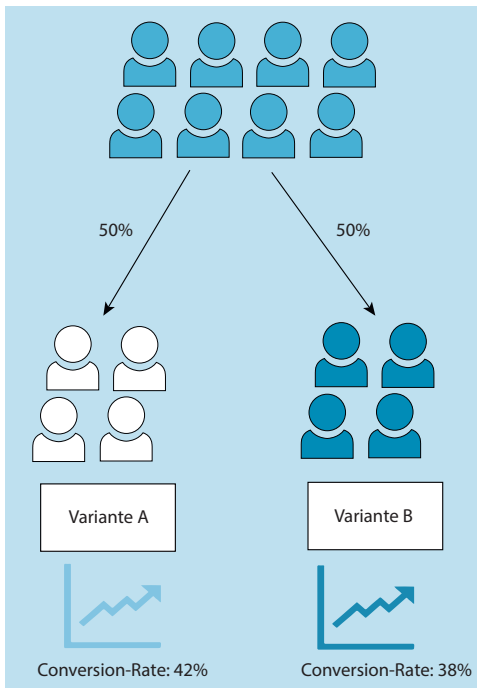 50%
50%
Variante A
Variante B
Conversion-Rate: 42%
Conversion-Rate: 38%